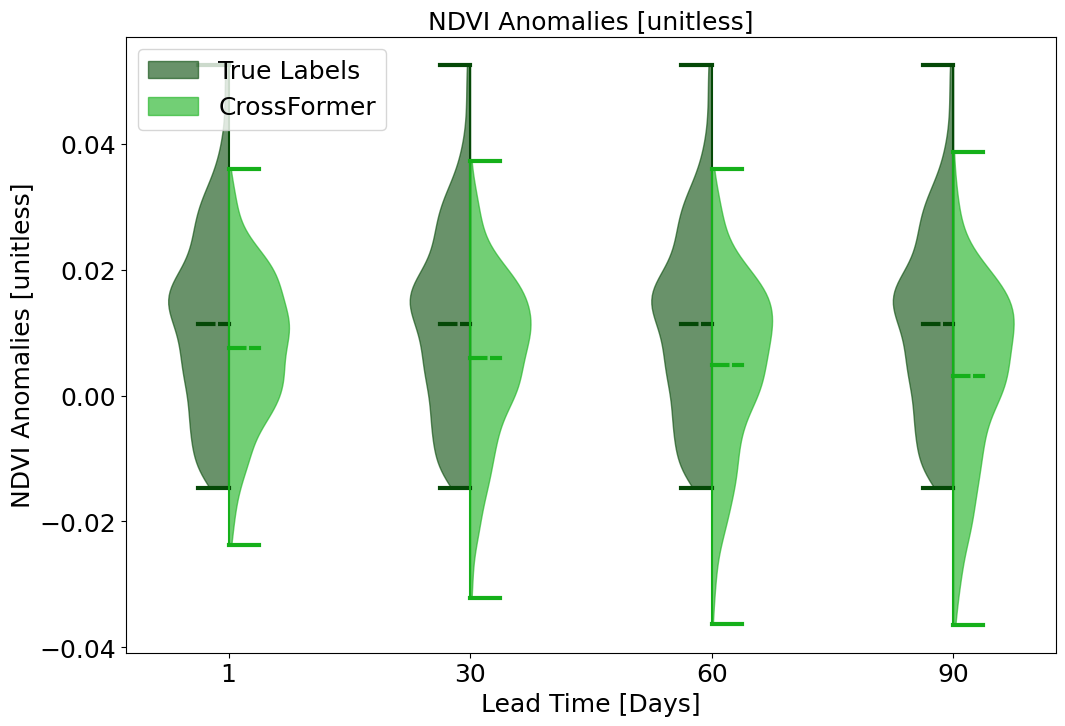 NDVI Anomalies [unitless]
True Labels
CrossFormer
NDVI Anomalies [unitless]
0.04
0.02
0.00
−0.02
−0.04
1 30 60 90
Lead Time [Days]